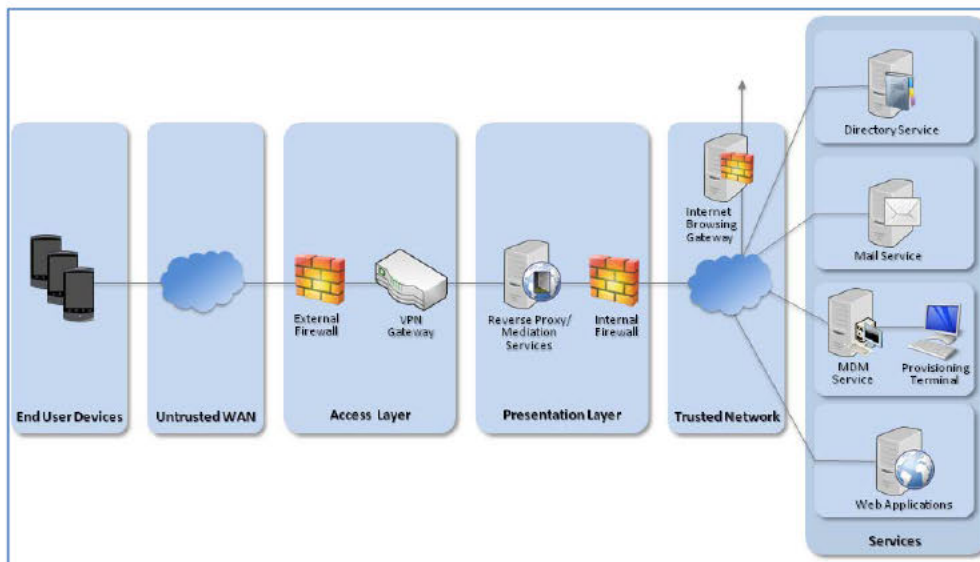 End User Devices
Untrusted WAN
External
Firewall
VPN
Gateway
Access Layer
Reverse Proxy/
Mediation
Services
Internal
Firewall
Presentation Layer
Internet
Browsing
Gateway
Trusted Network
Directory Service
Mail Service
MDM
Service
Provisioning
Terminal
Web Applications
Services